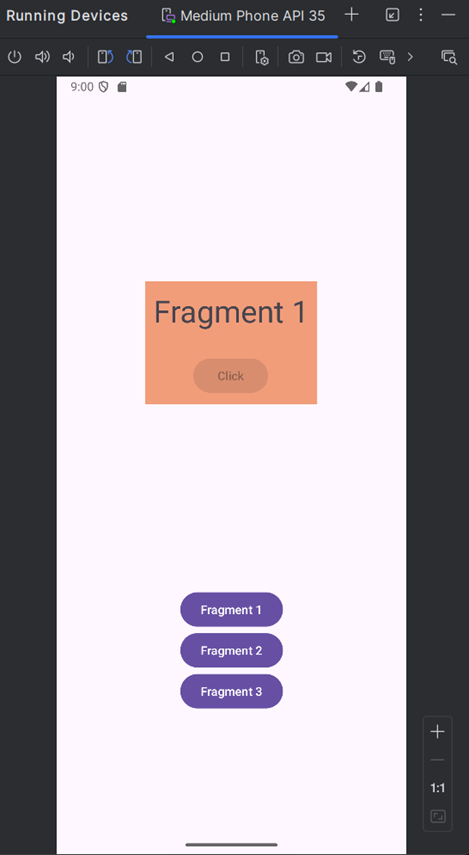 Running Devices
Medium Phone API 35
9:00
Fragment 1
Click
Fragment 1
Fragment 2
Fragment 3
1:1